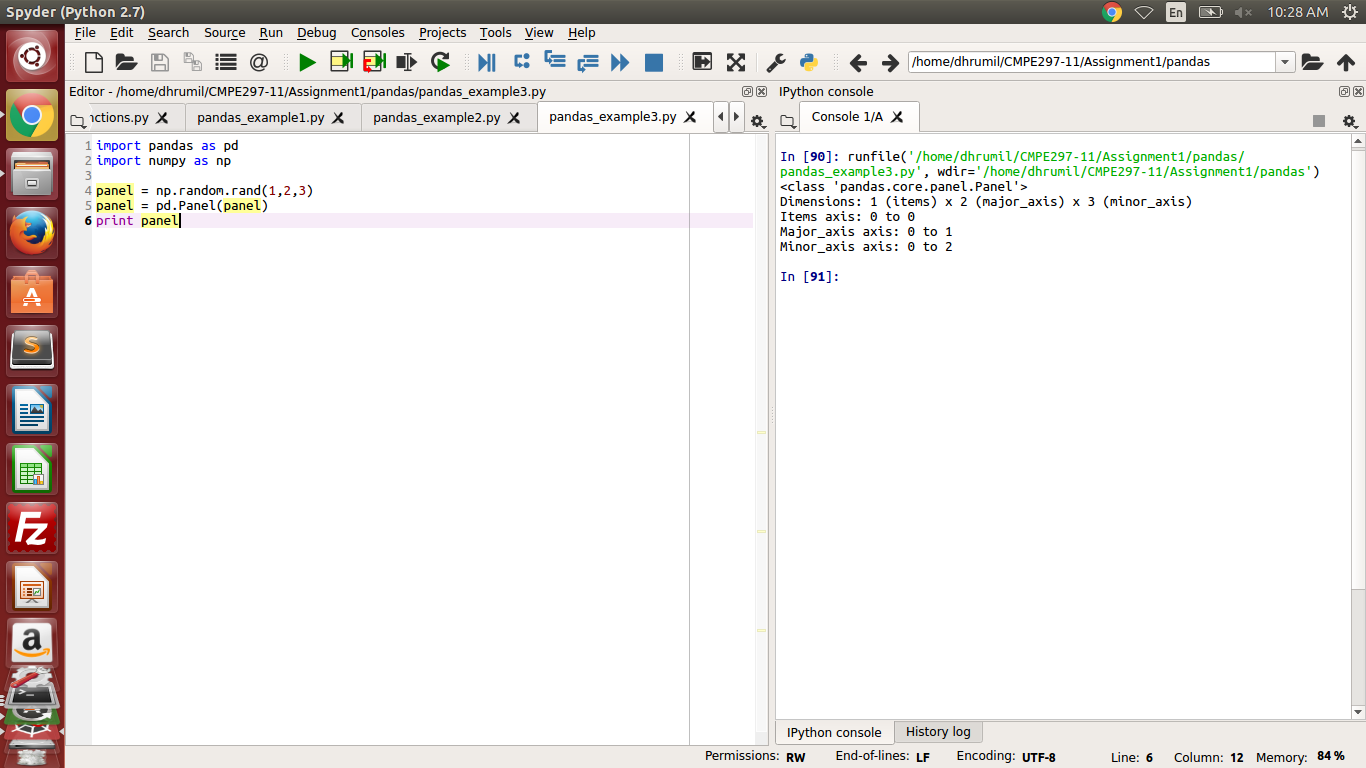 Spyder (Python 2.7)
En
10:28 AM
File Edit Search Source Run Debug Consoles Projects Tools View Help
@
/home/dhrumil/CMPE297-11/Assignment1/pandas
Editor - /home/dhrumil/CMPE297-11/Assignment1/pandas/pandas_example3.py
nctions.py pandas_example1.py pandas_example2.py pandas_example3.py
1 import pandas as pd
2 import numpy as np
3
4 panel = np.random.rand(1,2,3)
5 panel = pd.Panel(panel)
6 print panel
IPython console
Console 1/A
In [90]: runfile('/home/dhrumil/CMPE297-11/Assignment1/pandas/
pandas_example3.py', wdir='/home/dhrumil/CMPE297-11/Assignment1/pandas')
<class 'pandas.core.panel.Panel'>
Dimensions: 1 (items) x 2 (major_axis) x 3 (minor_axis)
Items axis: 0 to 0
Major_axis axis: 0 to 1
Minor_axis axis: 0 to 2
In [91]:
IPython console History log
Permissions: RW End-of-lines: LF Encoding: UTF-8 Line: 6 Column: 12 Memory: 84 %
A
S
Fz
a